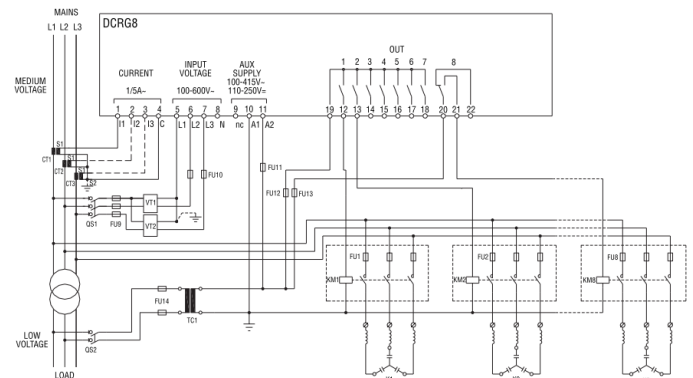 MAINS
L1 L2 L3
DCRG8
OUT
1 2 3 4 5 6 7 8
MEDIUM
VOLTAGE
CURRENT
1/5A~
INPUT
VOLTAGE
100-600V~
AUX
SUPPLY
100-415V~
110-250V=
1 2 3 4 5 6 7 8 9 10 11 19 12 13 14 15 16 17 18 20 21 22
I1 I2 I3 C L1 L2 L3 N nc A1 A2
S1
CT1
S1
CT2
S1
CT3
S2
FU10
FU11
FU12
FU13
VT1
VT2
QS1
FU9
FU1
KM1
FU2
KM2
FU8
KM8
FU14
TC1
LOW
VOLTAGE
QS2
LOAD